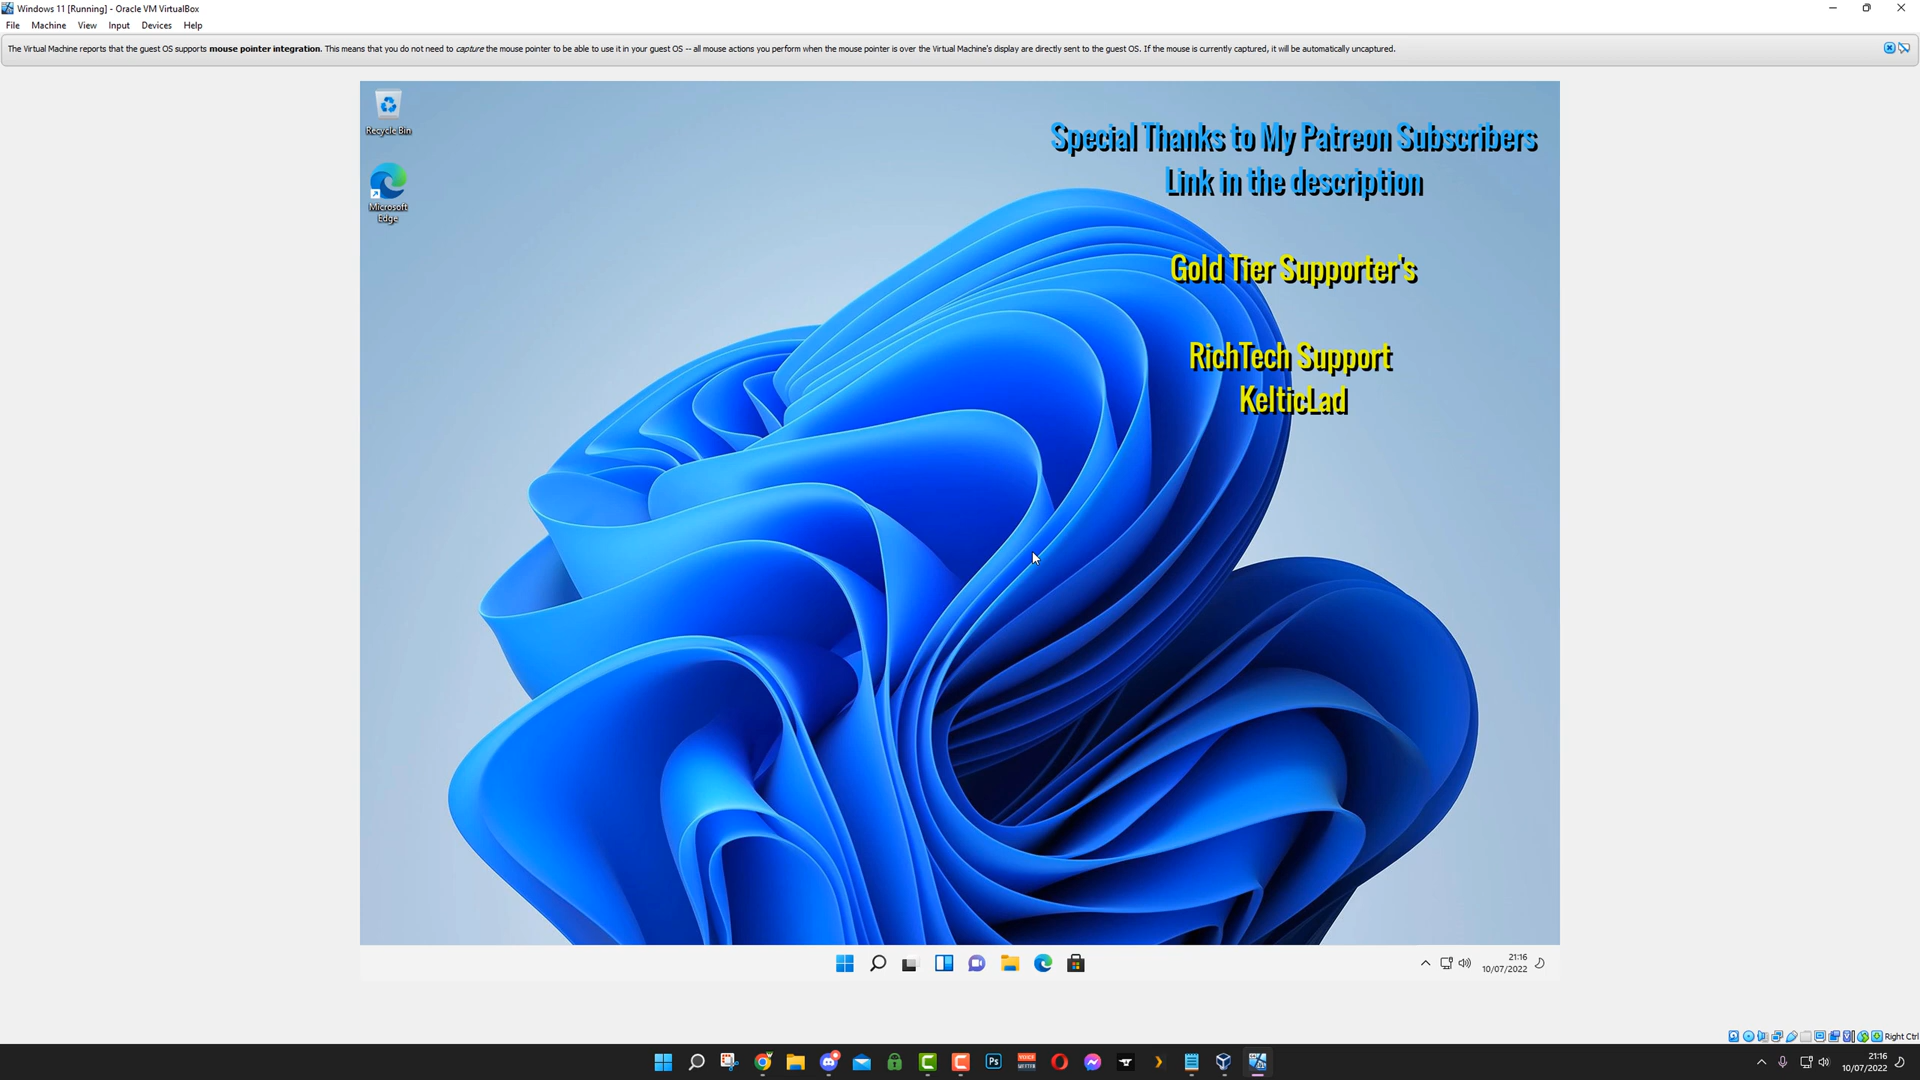 Windows 11 [Running] - Oracle VM VirtualBox
File Machine View Input Devices Help
The Virtual Machine reports that the guest OS supports mouse pointer integration. This means that you do not need to capture the mouse pointer to be able to use it in your guest OS -- all mouse actions you perform when the mouse pointer is over the Virtual Machine's display are directly sent to the guest OS. If the mouse is currently captured, it will be automatically uncaptured.
Recycle Bin
Microsoft
Edge
Special Thanks to My Patreon Subscribers
Link in the description
Gold Tier Supporter's
RichTech Support
KelticLad
21:16
10/07/2022
Right Ctrl
Ps
21:16
10/07/2022